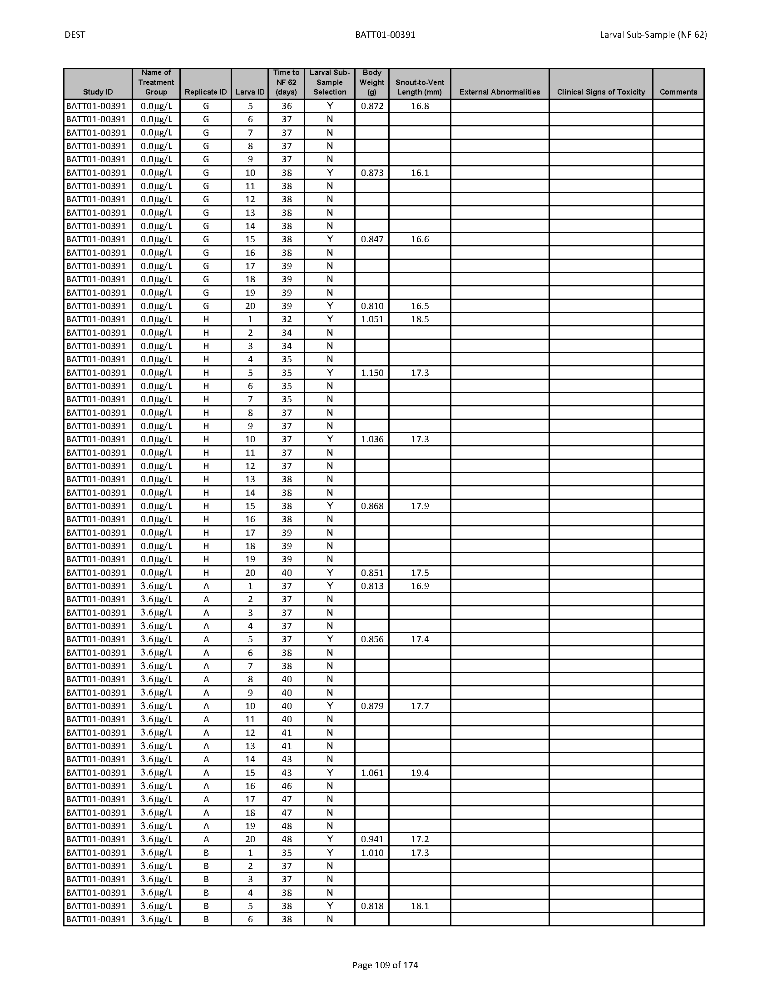 DEST BATT01-00391 Larval Sub-Sample (NF 62)
Study ID Name of Treatment Group Replicate ID Larva ID Time to NF 62 (days) Larval Sub-Sample Selection Body Weight (g) Snout-to-Vent Length (mm) External Abnormalities Clinical Signs of Toxicity Comments
BATT01-00391 0.0µg/L G 5 36 Y 0.872 16.8
BATT01-00391 0.0µg/L G 6 37 N
BATT01-00391 0.0µg/L G 7 37 N
BATT01-00391 0.0µg/L G 8 37 N
BATT01-00391 0.0µg/L G 9 37 N
BATT01-00391 0.0µg/L G 10 38 Y 0.873 16.1
BATT01-00391 0.0µg/L G 11 38 N
BATT01-00391 0.0µg/L G 12 38 N
BATT01-00391 0.0µg/L G 13 38 N
BATT01-00391 0.0µg/L G 14 38 N
BATT01-00391 0.0µg/L G 15 38 Y 0.847 16.6
BATT01-00391 0.0µg/L G 16 38 N
BATT01-00391 0.0µg/L G 17 39 N
BATT01-00391 0.0µg/L G 18 39 N
BATT01-00391 0.0µg/L G 19 39 N
BATT01-00391 0.0µg/L G 20 39 Y 0.810 16.5
BATT01-00391 0.0µg/L H 1 32 Y 1.051 18.5
BATT01-00391 0.0µg/L H 2 34 N
BATT01-00391 0.0µg/L H 3 34 N
BATT01-00391 0.0µg/L H 4 35 N
BATT01-00391 0.0µg/L H 5 35 Y 1.150 17.3
BATT01-00391 0.0µg/L H 6 35 N
BATT01-00391 0.0µg/L H 7 35 N
BATT01-00391 0.0µg/L H 8 37 N
BATT01-00391 0.0µg/L H 9 37 N
BATT01-00391 0.0µg/L H 10 37 Y 1.036 17.3
BATT01-00391 0.0µg/L H 11 37 N
BATT01-00391 0.0µg/L H 12 37 N
BATT01-00391 0.0µg/L H 13 38 N
BATT01-00391 0.0µg/L H 14 38 N
BATT01-00391 0.0µg/L H 15 38 Y 0.868 17.9
BATT01-00391 0.0µg/L H 16 38 N
BATT01-00391 0.0µg/L H 17 39 N
BATT01-00391 0.0µg/L H 18 39 N
BATT01-00391 0.0µg/L H 19 39 N
BATT01-00391 0.0µg/L H 20 40 Y 0.851 17.5
BATT01-00391 3.6µg/L A 1 37 Y 0.813 16.9
BATT01-00391 3.6µg/L A 2 37 N
BATT01-00391 3.6µg/L A 3 37 N
BATT01-00391 3.6µg/L A 4 37 N
BATT01-00391 3.6µg/L A 5 37 Y 0.856 17.4
BATT01-00391 3.6µg/L A 6 38 N
BATT01-00391 3.6µg/L A 7 38 N
BATT01-00391 3.6µg/L A 8 40 N
BATT01-00391 3.6µg/L A 9 40 N
BATT01-00391 3.6µg/L A 10 40 Y 0.879 17.7
BATT01-00391 3.6µg/L A 11 40 N
BATT01-00391 3.6µg/L A 12 41 N
BATT01-00391 3.6µg/L A 13 41 N
BATT01-00391 3.6µg/L A 14 43 N
BATT01-00391 3.6µg/L A 15 43 Y 1.061 19.4
BATT01-00391 3.6µg/L A 16 46 N
BATT01-00391 3.6µg/L A 17 47 N
BATT01-00391 3.6µg/L A 18 47 N
BATT01-00391 3.6µg/L A 19 48 N
BATT01-00391 3.6µg/L A 20 48 Y 0.941 17.2
BATT01-00391 3.6µg/L B 1 35 Y 1.010 17.3
BATT01-00391 3.6µg/L B 2 37 N
BATT01-00391 3.6µg/L B 3 37 N
BATT01-00391 3.6µg/L B 4 38 N
BATT01-00391 3.6µg/L B 5 38 Y 0.818 18.1
BATT01-00391 3.6µg/L B 6 38 N
Page 109 of 174